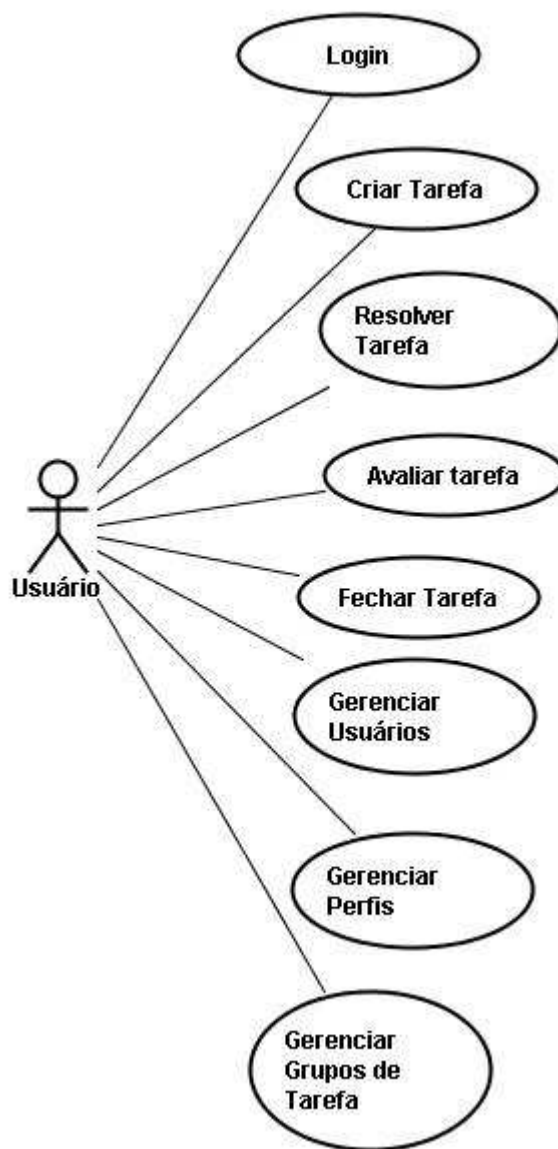 Login
Criar Tarefa
Resolver
Tarefa
Avaliar tarefa
Usuário
Fechar Tarefa
Gerenciar
Usuários
Gerenciar
Perfis
Gerenciar
Grupos de
Tarefa